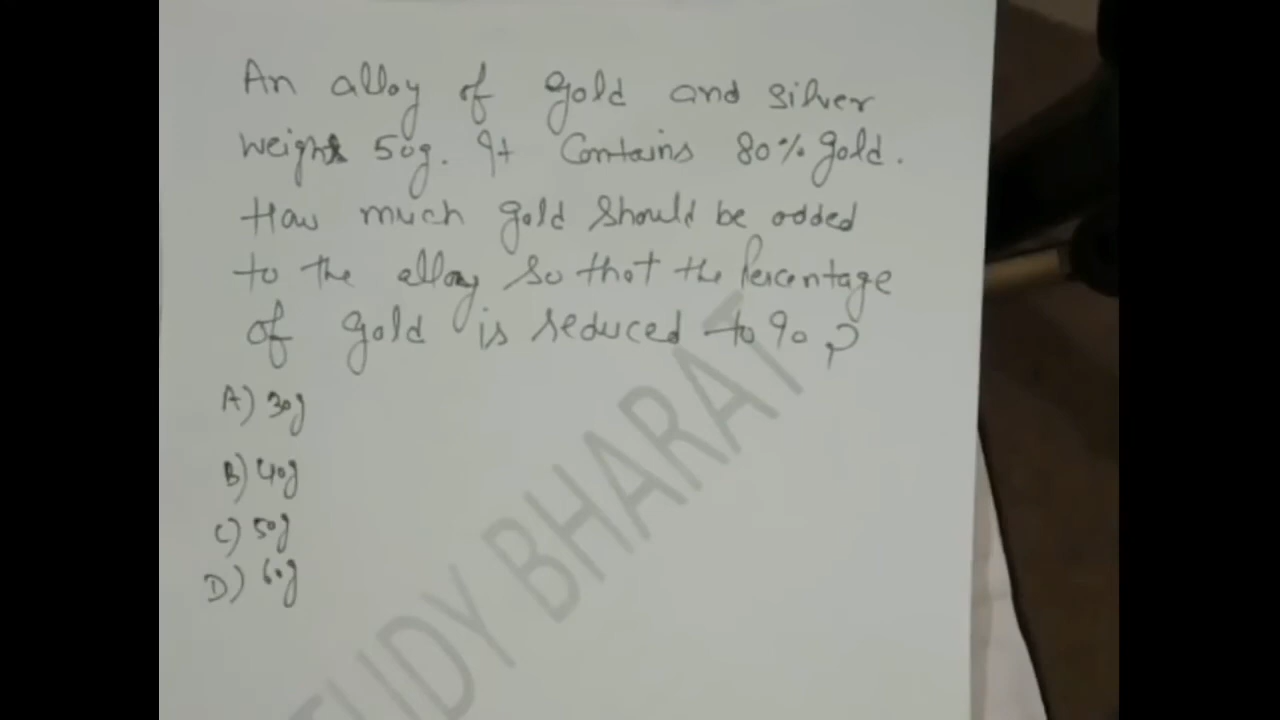 An alloy of gold and silver
weighs 50g. It contains 80% gold.
How much gold should be added
to the alloy so that the Percentage
of gold is reduced to 90 ?
A) 30g
B) 40g
C) 50g
D) 60g
STUDY BHARAT